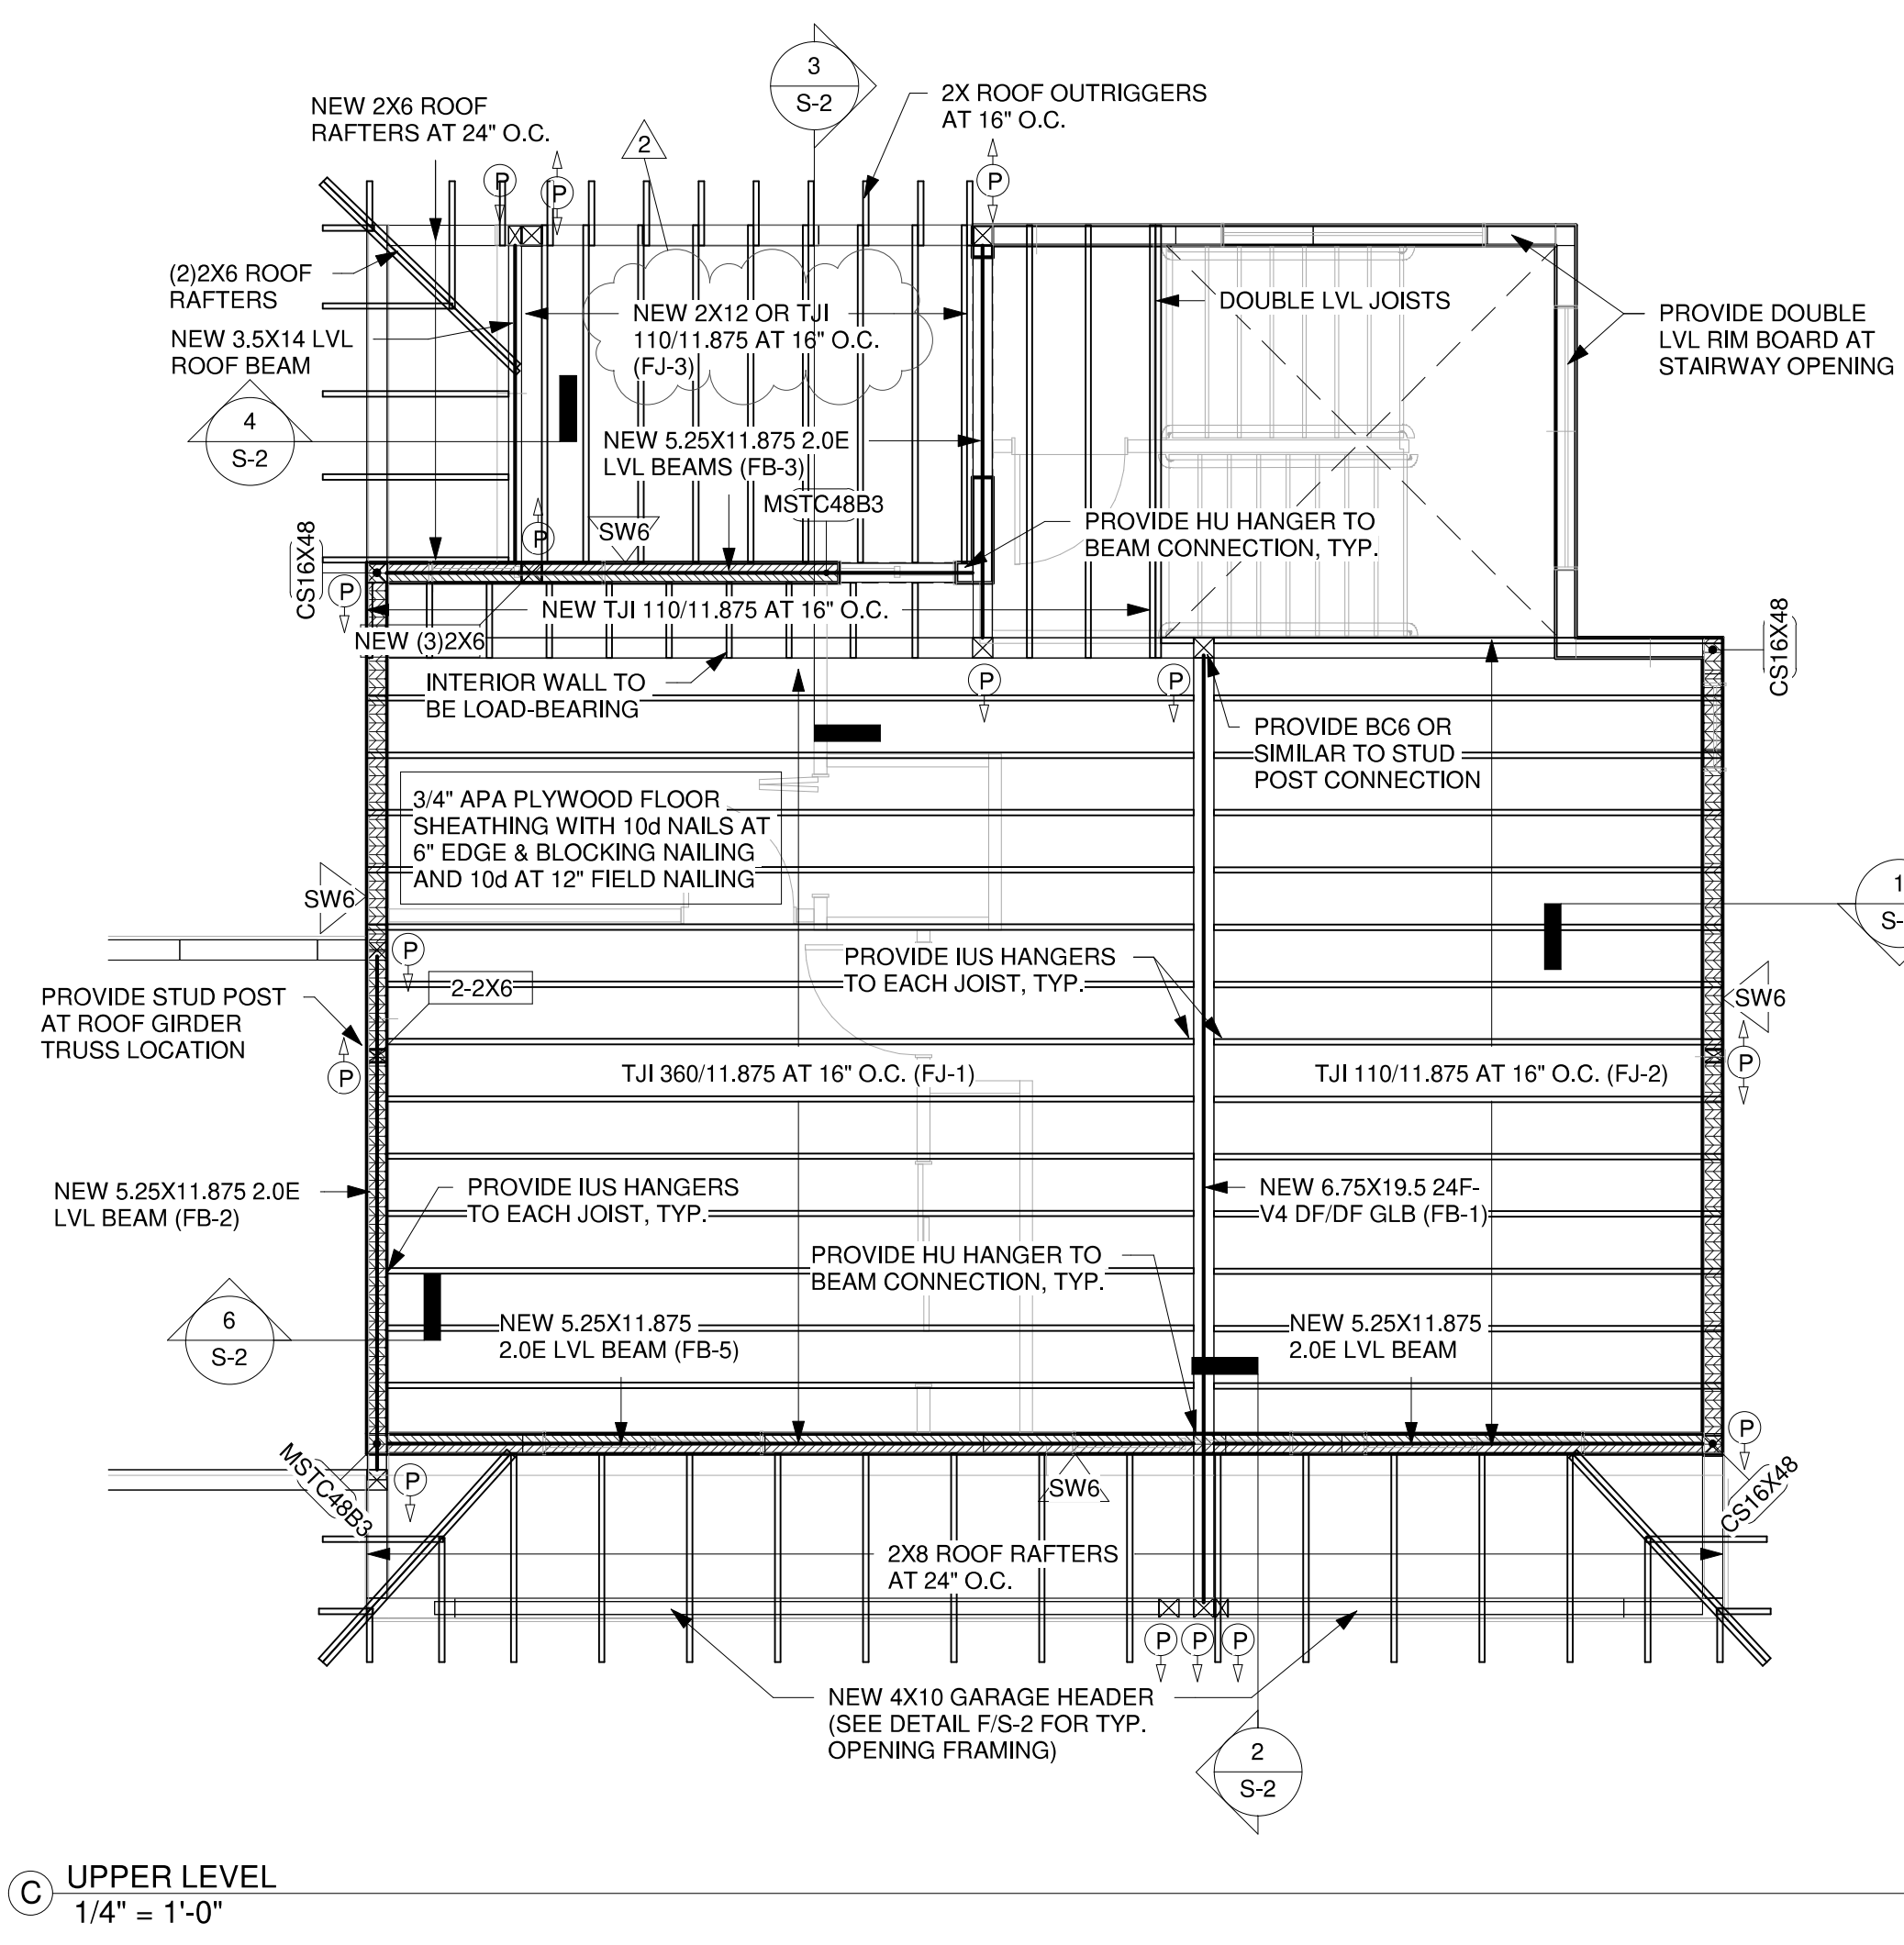 3
S-2
2X ROOF OUTRIGGERS
AT 16" O.C.
NEW 2X6 ROOF
RAFTERS AT 24" O.C.
2
P
P
P
(2)2X6 ROOF
RAFTERS
NEW 3.5X14 LVL
ROOF BEAM
NEW 2X12 OR TJI
110/11.875 AT 16" O.C.
(FJ-3)
DOUBLE LVL JOISTS
PROVIDE DOUBLE
LVL RIM BOARD AT
STAIRWAY OPENING
4
S-2
NEW 5.25X11.875 2.0E
LVL BEAMS (FB-3)
MSTC48B3
SW6
P
PROVIDE HU HANGER TO
BEAM CONNECTION, TYP.
CS16X48
P
NEW TJI 110/11.875 AT 16" O.C.
NEW (3)2X6
CS16X48
INTERIOR WALL TO
BE LOAD-BEARING
P
P
PROVIDE BC6 OR
SIMILAR TO STUD
POST CONNECTION
3/4" APA PLYWOOD FLOOR
SHEATHING WITH 10d NAILS AT
6" EDGE & BLOCKING NAILING
AND 10d AT 12" FIELD NAILING
SW6
1
S-
P
PROVIDE IUS HANGERS
TO EACH JOIST, TYP.
2-2X6
PROVIDE STUD POST
AT ROOF GIRDER
TRUSS LOCATION
SW6
P
P
TJI 360/11.875 AT 16" O.C. (FJ-1)
TJI 110/11.875 AT 16" O.C. (FJ-2)
NEW 5.25X11.875 2.0E
LVL BEAM (FB-2)
PROVIDE IUS HANGERS
TO EACH JOIST, TYP.
NEW 6.75X19.5 24F-
V4 DF/DF GLB (FB-1)
PROVIDE HU HANGER TO
BEAM CONNECTION, TYP.
6
S-2
NEW 5.25X11.875
2.0E LVL BEAM (FB-5)
NEW 5.25X11.875
2.0E LVL BEAM
P
MSTC48B3
P
SW6
CS16X48
2X8 ROOF RAFTERS
AT 24" O.C.
P
P
P
NEW 4X10 GARAGE HEADER
(SEE DETAIL F/S-2 FOR TYP.
OPENING FRAMING)
2
S-2
C
UPPER LEVEL
1/4" = 1'-0"